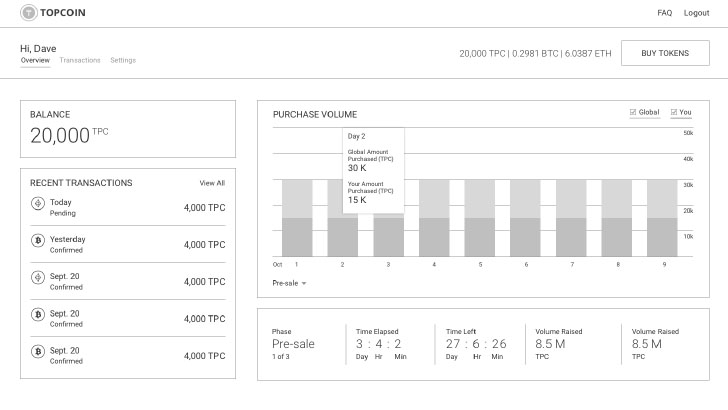 TOPCOIN
FAQ Logout
Hi, Dave
Overview Transactions Settings
20,000 TPC | 0.2981 BTC | 6.0387 ETH
BUY TOKENS
BALANCE
20,000 TPC
RECENT TRANSACTIONS View All
Today
Pending
4,000 TPC
Yesterday
Confirmed
4,000 TPC
Sept. 20
Confirmed
4,000 TPC
Sept. 20
Confirmed
4,000 TPC
Sept. 20
Confirmed
4,000 TPC
PURCHASE VOLUME
Global You
Day 2
Global Amount
Purchased (TPC)
30 K
Your Amount
Purchased (TPC)
15 K
50k
40k
30k
20k
10k
Oct 1 2 3 4 5 6 7 8 9
Pre-sale
Phase
Pre-sale
1 of 3
Time Elapsed
3 : 4 : 2
Day Hr Min
Time Left
27 : 6 : 26
Day Hr Min
Volume Raised
8.5 M
TPC
Volume Raised
8.5 M
TPC